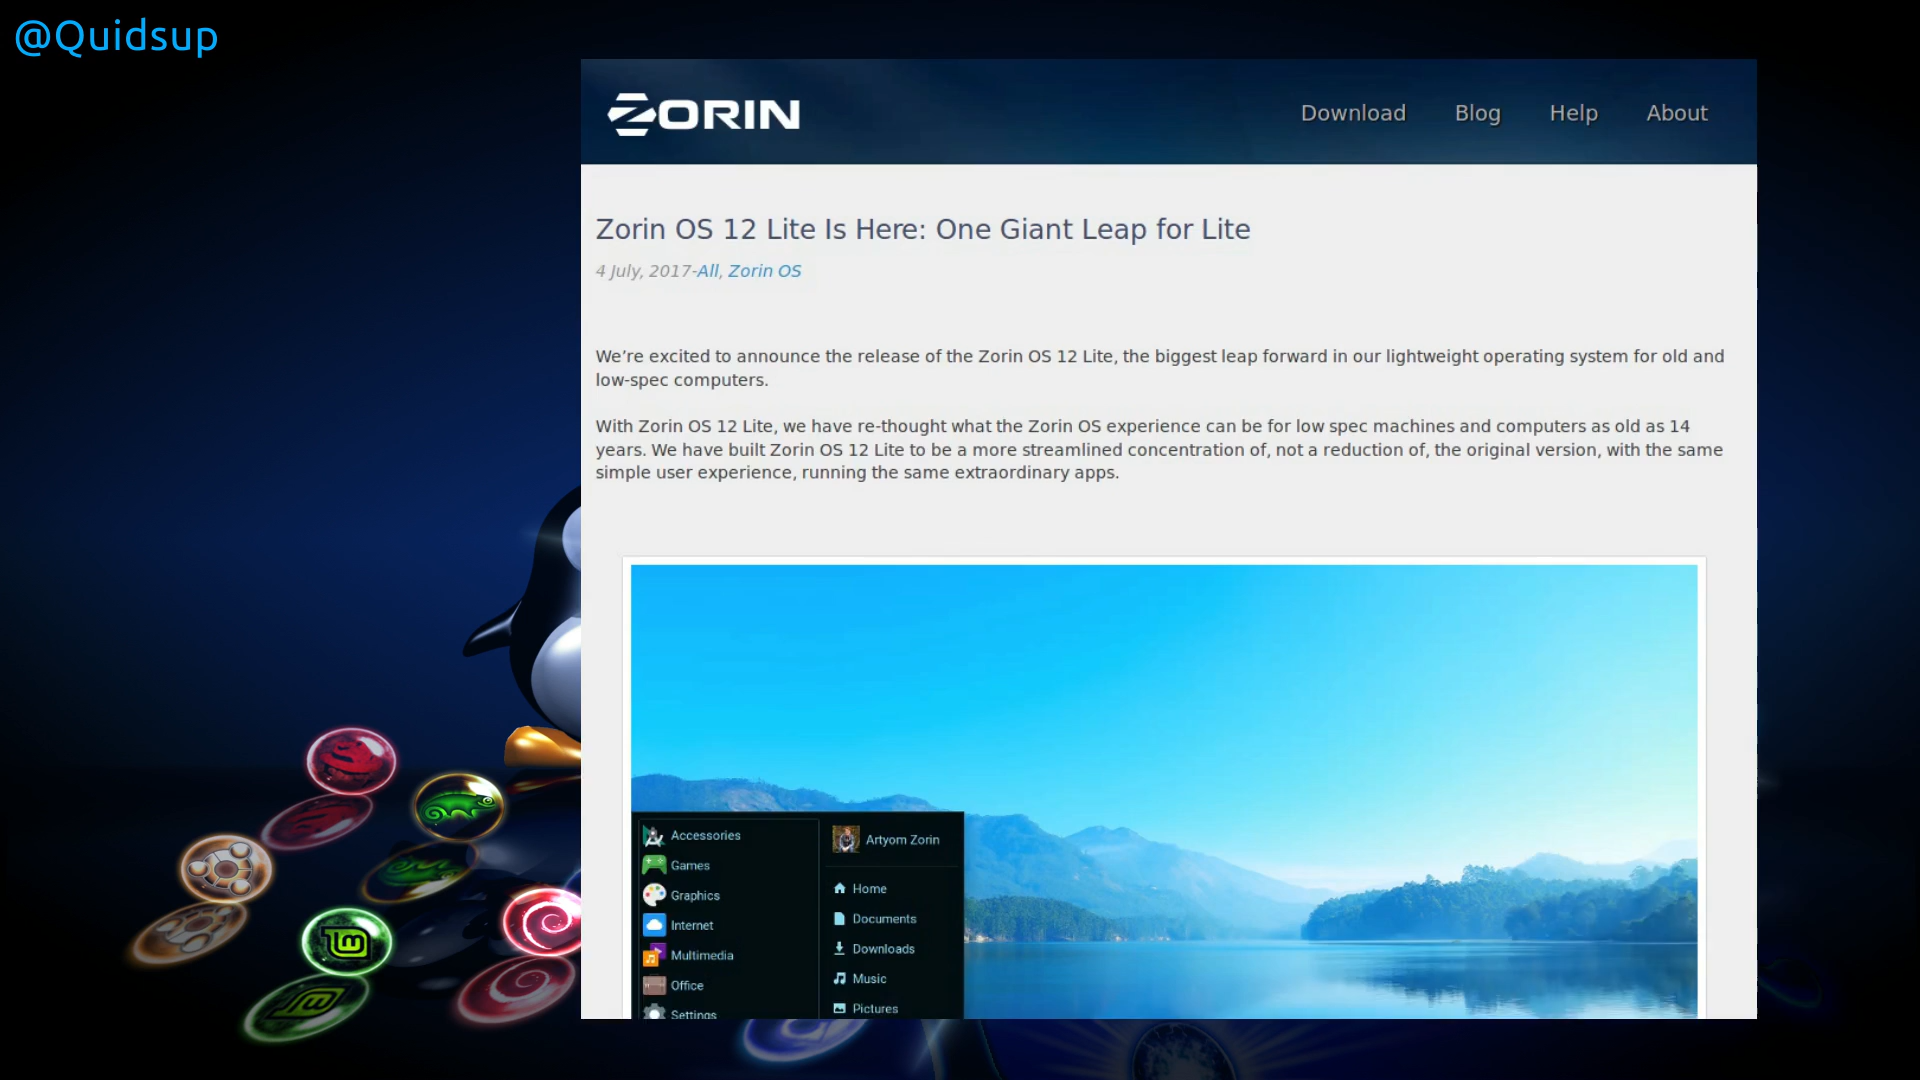 @Quidsup
ZORIN
Download Blog Help About
Zorin OS 12 Lite Is Here: One Giant Leap for Lite
4 July, 2017-All, Zorin OS
We’re excited to announce the release of the Zorin OS 12 Lite, the biggest leap forward in our lightweight operating system for old and
low-spec computers.
With Zorin OS 12 Lite, we have re-thought what the Zorin OS experience can be for low spec machines and computers as old as 14
years. We have built Zorin OS 12 Lite to be a more streamlined concentration of, not a reduction of, the original version, with the same
simple user experience, running the same extraordinary apps.
Accessories
Games
Graphics
Internet
Multimedia
Office
Settings
Artyom Zorin
Home
Documents
Downloads
Music
Pictures